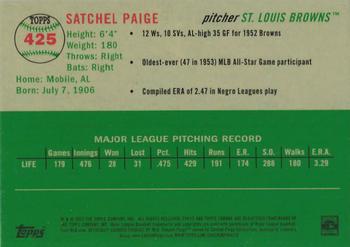 TOPPS
425
SATCHEL PAIGE
pitcher ST. LOUIS BROWNS™
Height: 6'4"
Weight: 180
Throws: Right
Bats: Right
Home: Mobile, AL
Born: July 7, 1906
• 12 Ws, 10 SVs, AL-high 35 GF for 1952 Browns
• Oldest-ever (47 in 1953) MLB All-Star Game participant
• Compiled ERA of 2.47 in Negro Leagues play
MAJOR LEAGUE PITCHING RECORD
Games Innings Won Lost Pct. Hits Runs E.R. S.O. Walks E.R.A.
LIFE 179 476 28 31 .475 429 191 174 288 180 3.29
Topps